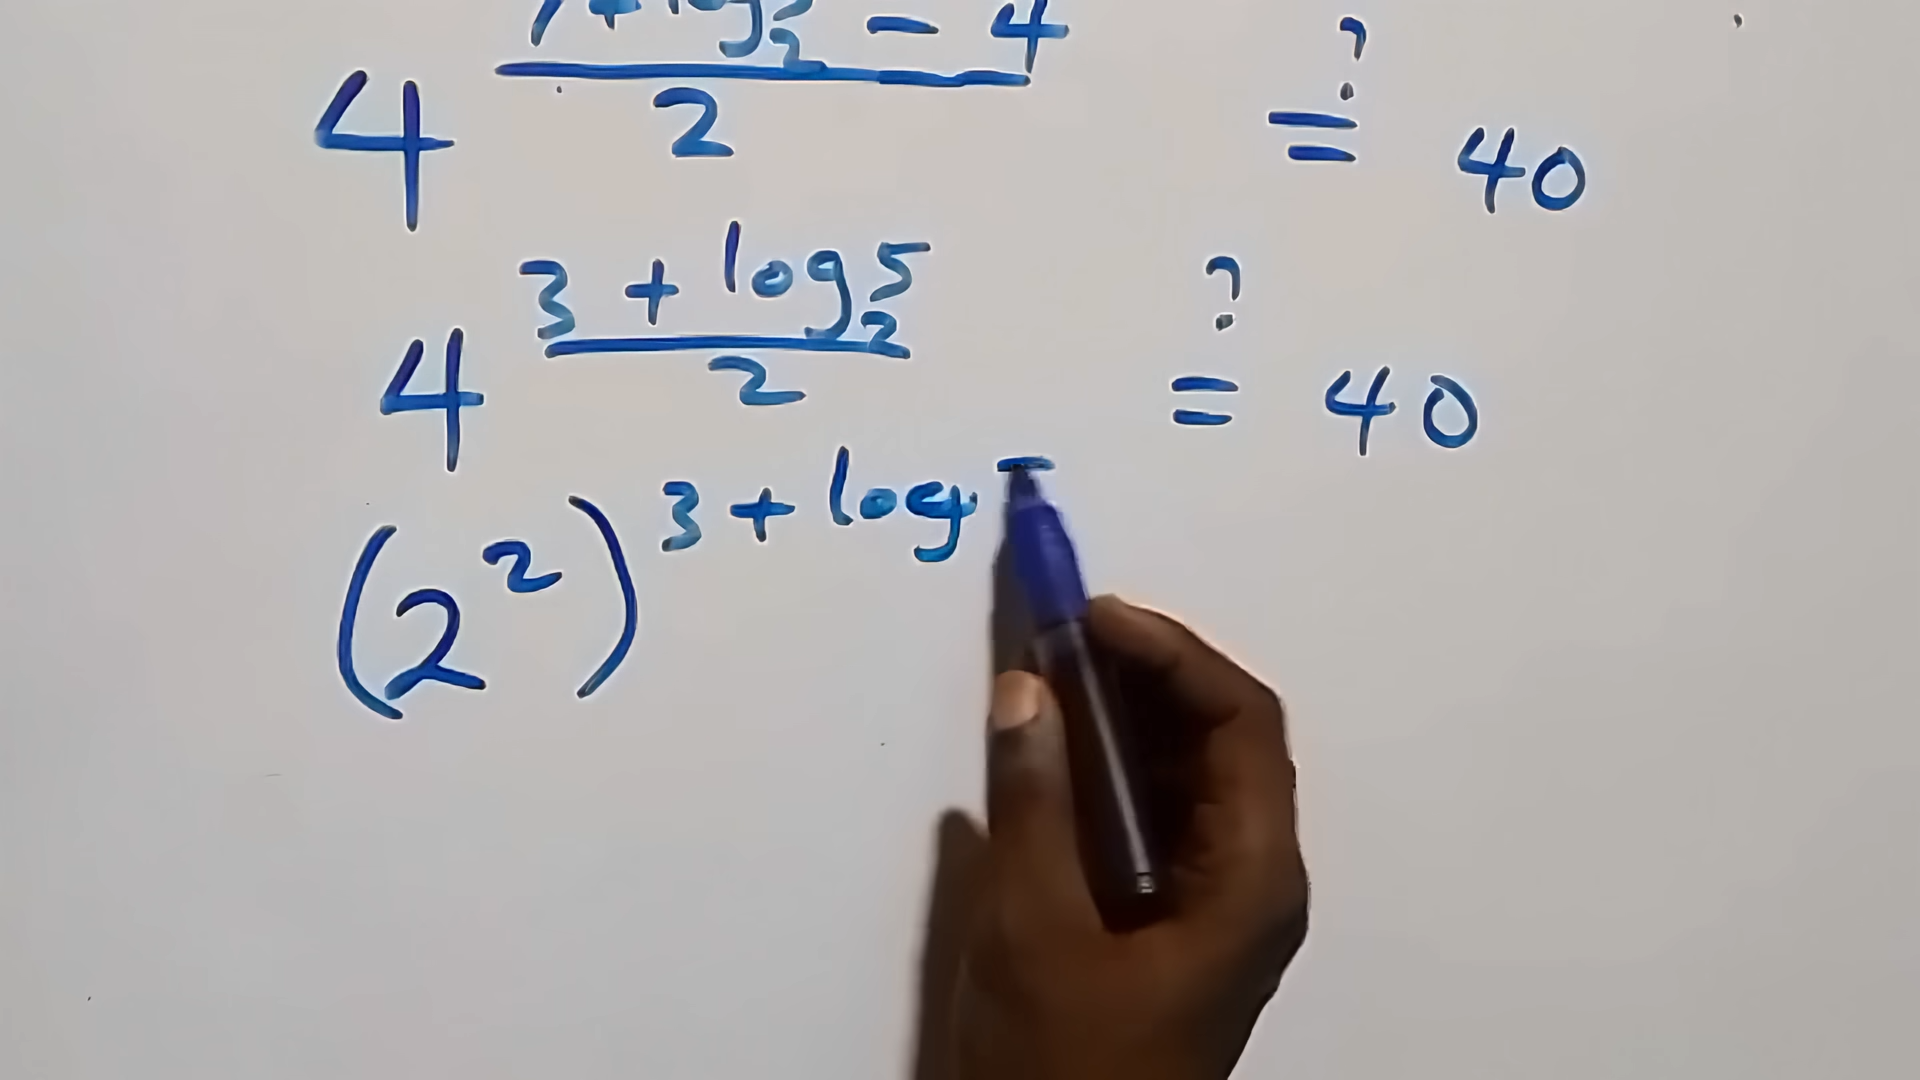 4^(7 + log₂5 - 4)/2 =? 40
4^(3 + log₂5)/2 =? 40
(2²)^3 + log